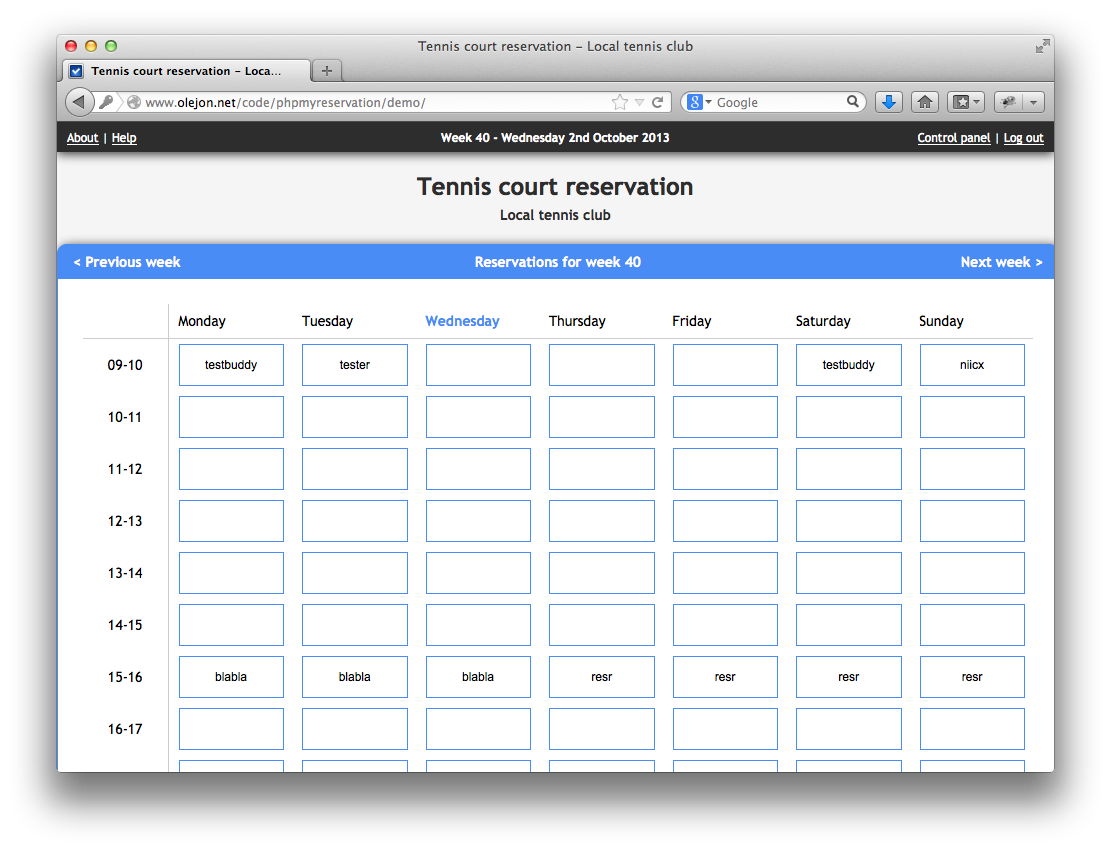 Tennis court reservation – Local tennis club
Tennis court reservation – Loca...
www.olejon.net/code/phpmyreservation/demo/
8 Google
About | Help Week 40 - Wednesday 2nd October 2013 Control panel | Log out
Tennis court reservation
Local tennis club
< Previous week Reservations for week 40 Next week >
Monday Tuesday Wednesday Thursday Friday Saturday Sunday
09-10 testbuddy tester testbuddy niicx
10-11
11-12
12-13
13-14
14-15
15-16 blabla blabla blabla resr resr resr resr
16-17